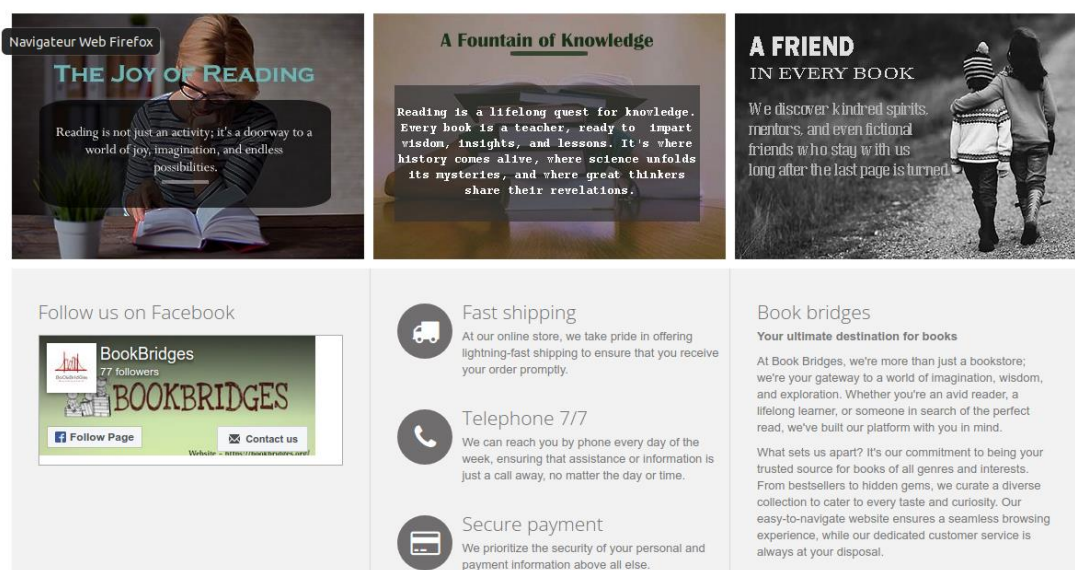 Navigateur Web Firefox
THE JOY OF READING
Reading is not just an activity; it's a doorway to a
world of joy, imagination, and endless
possibilities.
A Fountain of Knowledge
Reading is a lifelong quest for knowledge.
Every book is a teacher, ready to impart
wisdom, insights, and lessons. It's where
history comes alive, where science unfolds
its mysteries, and where great thinkers
share their revelations.
A FRIEND
IN EVERY BOOK
We discover kindred spirits,
mentors, and even fictional
friends who stay with us
long after the last page is turned.
Follow us on Facebook
BookBridges
77 followers
BOOKBRIDGES
Follow Page
Contact us
Website - https://bookbridges.org/
Fast shipping
At our online store, we take pride in offering
lightning-fast shipping to ensure that you receive
your order promptly.
Telephone 7/7
We can reach you by phone every day of the
week, ensuring that assistance or information is
just a call away, no matter the day or time.
Secure payment
We prioritize the security of your personal and
payment information above all else.
Book bridges
Your ultimate destination for books
At Book Bridges, we're more than just a bookstore;
we're your gateway to a world of imagination, wisdom,
and exploration. Whether you're an avid reader, a
lifelong learner, or someone in search of the perfect
read, we've built our platform with you in mind.
What sets us apart? It's our commitment to being your
trusted source for books of all genres and interests.
From bestsellers to hidden gems, we curate a diverse
collection to cater to every taste and curiosity. Our
easy-to-navigate website ensures a seamless browsing
experience, while our dedicated customer service is
always at your disposal.